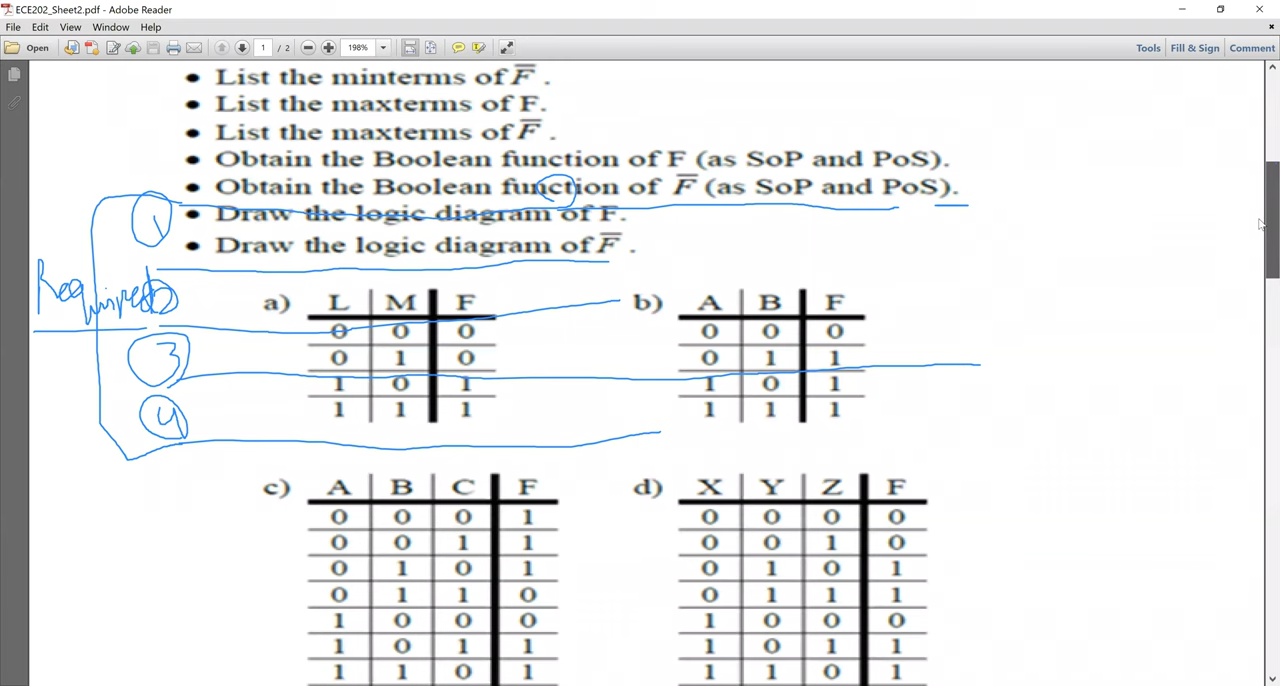 ECE202_Sheet2.pdf - Adobe Reader
File Edit View Window Help
Open 1 / 2 198% Tools Fill & Sign Comment
• List the minterms of F̅ .
• List the maxterms of F.
• List the maxterms of F̅ .
• Obtain the Boolean function of F (as SoP and PoS).
• Obtain the Boolean function of F̅ (as SoP and PoS).
• Draw the logic diagram of F.
• Draw the logic diagram of F̅ .
Required
1
2
3
4
a) L M F
0 0 0
0 1 0
1 0 1
1 1 1
b) A B F
0 0 0
0 1 1
1 0 1
1 1 1
c) A B C F
0 0 0 1
0 0 1 1
0 1 0 1
0 1 1 0
1 0 0 0
1 0 1 1
1 1 0 1
d) X Y Z F
0 0 0 0
0 0 1 0
0 1 0 1
0 1 1 1
1 0 0 0
1 0 1 1
1 1 0 1